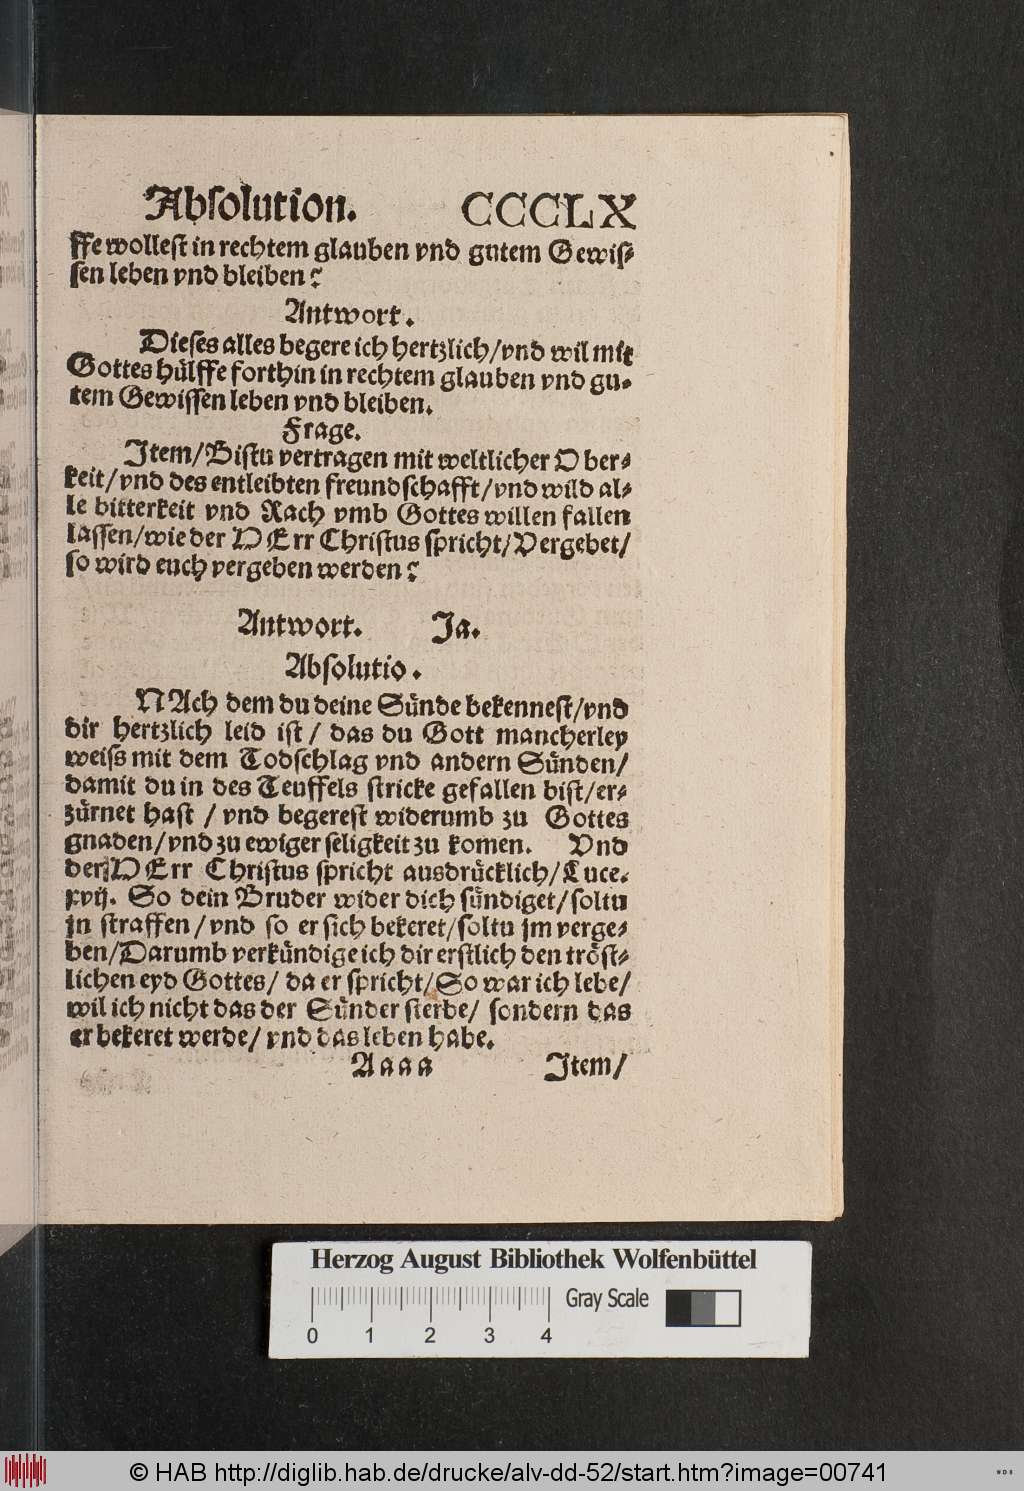 Absolution. CCCLX
ffe wollest in rechtem glauben vnd gutem Gewiſ-
ſen leben vnd bleiben?
Antwort.
Dieſes alles begere ich hertzlich/vnd wil mit
Gottes hülffe forthin in rechtem glauben vnd gu-
tem Gewiſſen leben vnd bleiben.
Frage.
Item/Biſtu vertragen mit weltlicher Ober-
keit/vnd des entleibten freundſchafft/vnd wild al-
le bitterkeit vnd Rach vmb Gottes willen fallen
laſſen/wie der HErr Chriſtus ſpricht/Vergebet/
ſo wird euch vergeben werden?
Antwort. Ja.
Abſolutio.
NAch dem du deine Sünde bekenneſt/vnd
dir hertzlich leid iſt/ das du Gott mancherley
weiſs mit dem Todſchlag vnd andern Sünden/
damit du in des Teuffels ſtricke gefallen biſt/er-
zürnet haſt / vnd begereſt widerumb zu Gottes
gnaden/vnd zu ewiger ſeligkeit zu komen. Vnd
der HErr Chriſtus ſpricht ausdrücklich/Luce.
xvij. So dein Bruder wider dich ſündiget/ſoltu
jn ſtraffen/vnd ſo er ſich bekeret/ſoltu jm verge-
ben/Darumb verkündige ich dir erſtlich den tröſt-
lichen eyd Gottes/ da er ſpricht/So war ich lebe/
wil ich nicht das der Sünder ſterbe/ ſondern das
er bekeret werde/ vnd das leben habe.
Aaaa Item/
Herzog August Bibliothek Wolfenbüttel
Gray Scale
0 1 2 3 4
© HAB http://diglib.hab.de/drucke/alv-dd-52/start.htm?image=00741